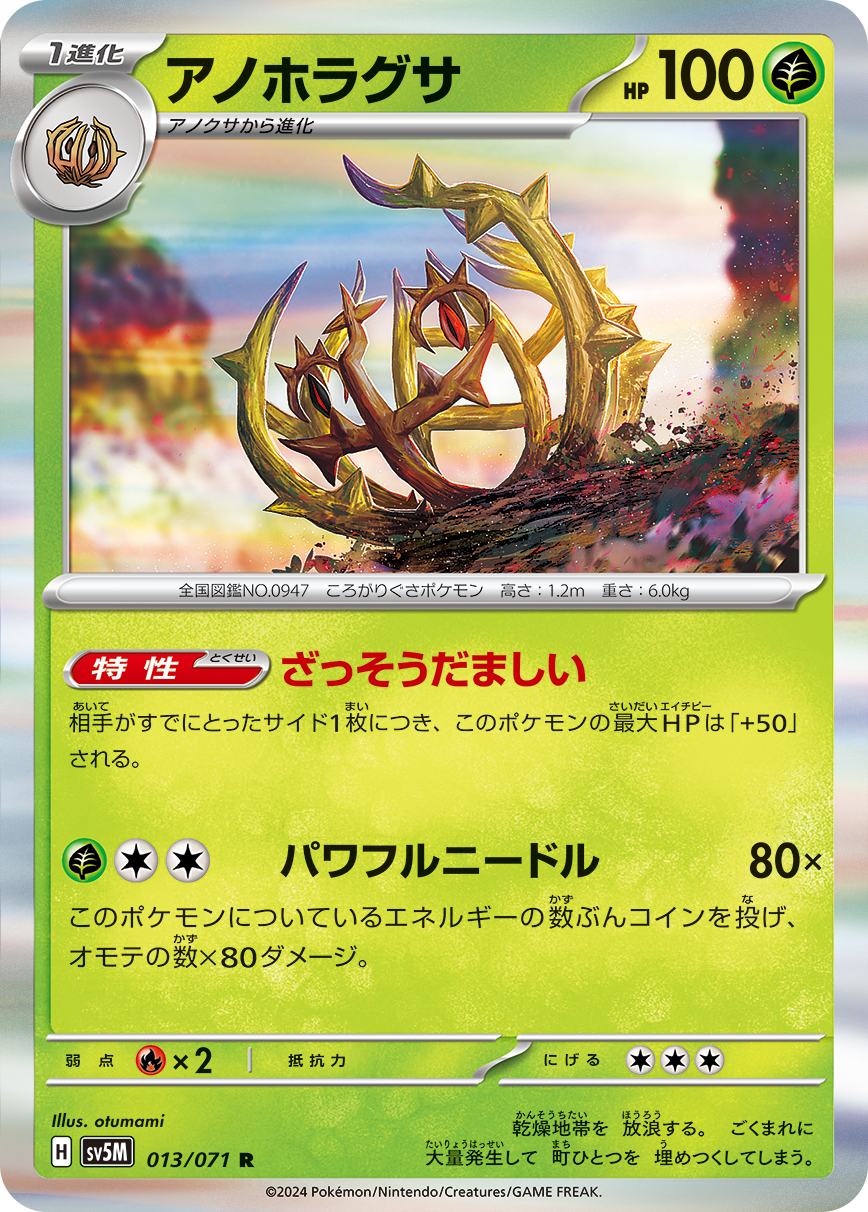 1進化
アノホラグサ
HP 100
アノクサから進化
全国図鑑NO.0947 ころがりぐさポケモン 高さ：1.2m 重さ：6.0kg
特性 とくせい ざっそうだましい
あいて まい さいだいエイチピー
相手がすでにとったサイド1枚につき、このポケモンの最大HPは「+50」
される。
パワフルニードル 80×
かず な
このポケモンについているエネルギーの数ぶんコインを投げ、
かず
オモテの数×80ダメージ。
弱点 ×2 抵抗力 にげる
Illus. otumami
かんそうちたい ほうろう
乾燥地帯を 放浪する。 ごくまれに
たいりょうはっせい まち う
大量発生して 町ひとつを 埋めつくしてしまう。
H SV5M 013/071 R
©2024 Pokémon/Nintendo/Creatures/GAME FREAK.